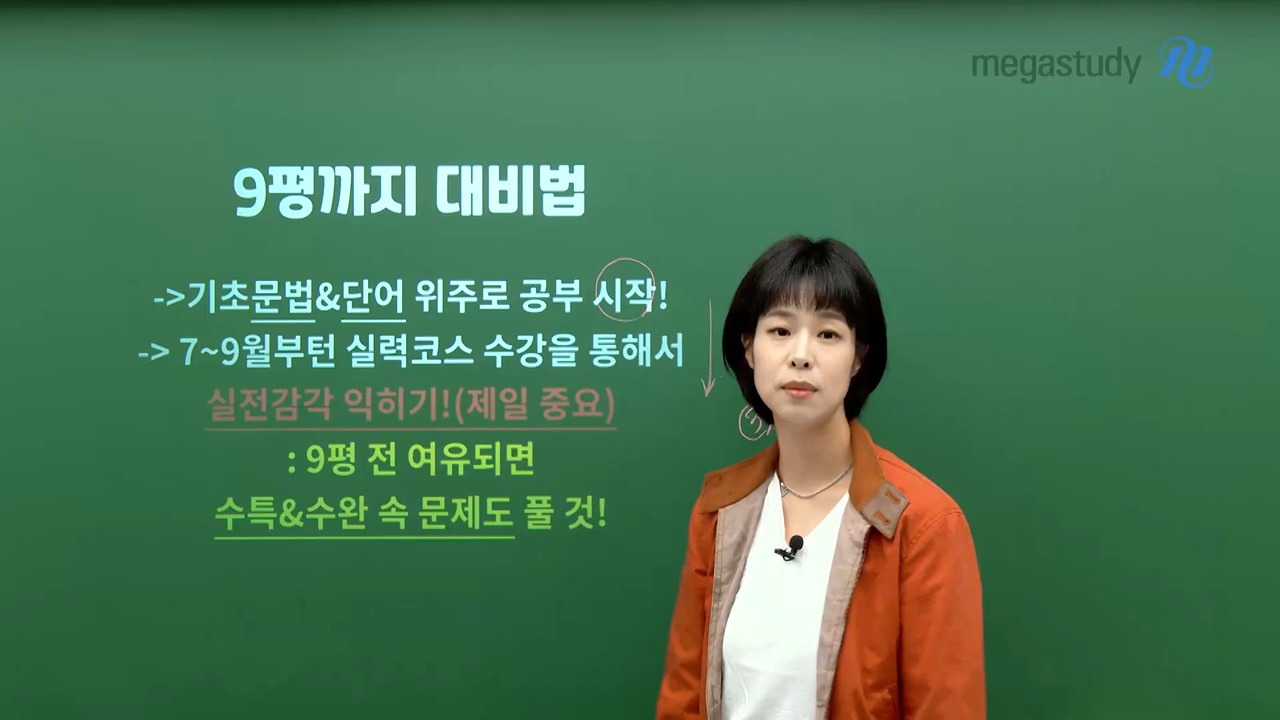 megastudy
9평까지 대비법
->기초문법&단어 위주로 공부 시작!
-> 7~9월부턴 실력코스 수강을 통해서
실전감각 익히기!(제일 중요)
: 9평 전 여유되면
수특&수완 속 문제도 풀 것!